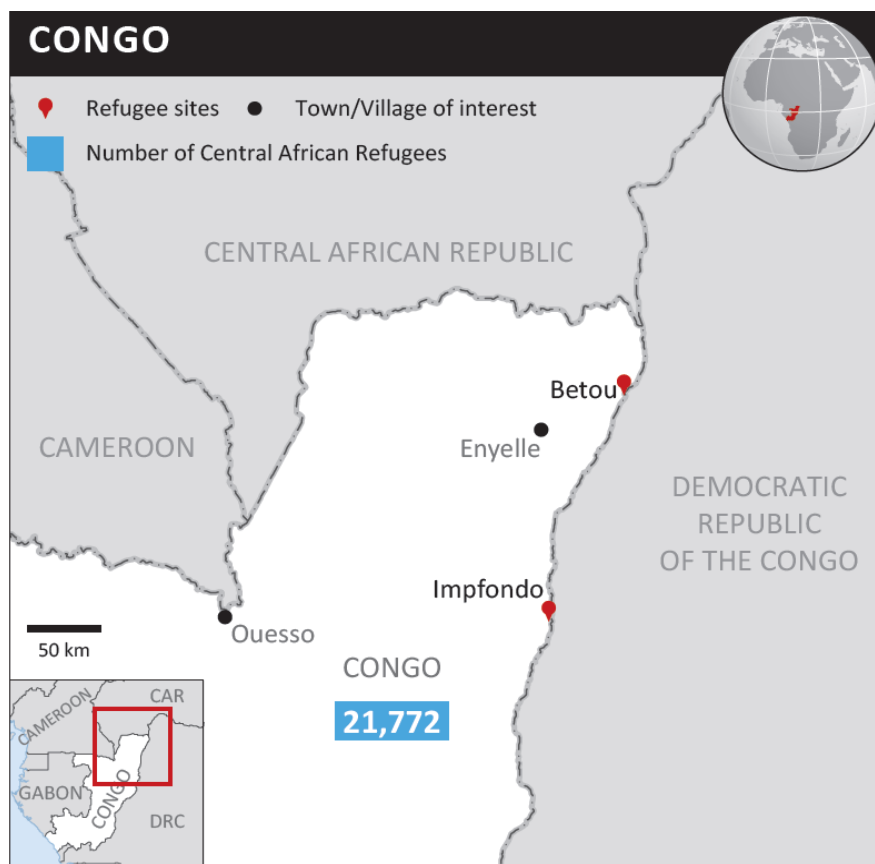 CONGO
Refugee sites
Town/Village of interest
Number of Central African Refugees
CENTRAL AFRICAN REPUBLIC
Betou
CAMEROON
Enyelle
DEMOCRATIC
REPUBLIC
OF THE CONGO
Impfondo
Ouesso
50 km
CONGO
21,772
CAR
CAMEROON
GABON
CONGO
DRC